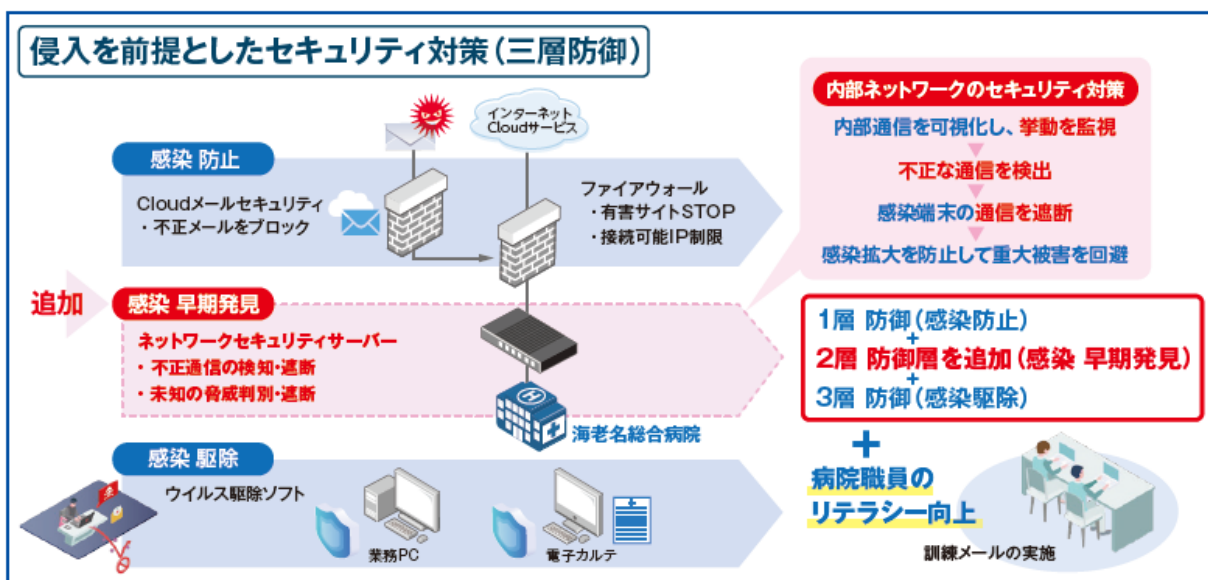 侵入を前提としたセキュリティ対策(三層防御)
インターネット
Cloudサービス
感染 防止
Cloudメールセキュリティ
・不正メールをブロック
ファイアウォール
・有害サイトSTOP
・接続可能IP制限
内部ネットワークのセキュリティ対策
内部通信を可視化し、挙動を監視
不正な通信を検出
感染端末の通信を遮断
感染拡大を防止して重大被害を回避
追加
感染 早期発見
ネットワークセキュリティサーバー
・不正通信の検知・遮断
・未知の脅威判別・遮断
H
海老名総合病院
1層 防御(感染防止)
+
2層 防御層を追加(感染 早期発見)
+
3層 防御(感染駆除)
感染 駆除
ウイルス駆除ソフト
業務PC
電子カルテ
+
病院職員の
リテラシー向上
訓練メールの実施